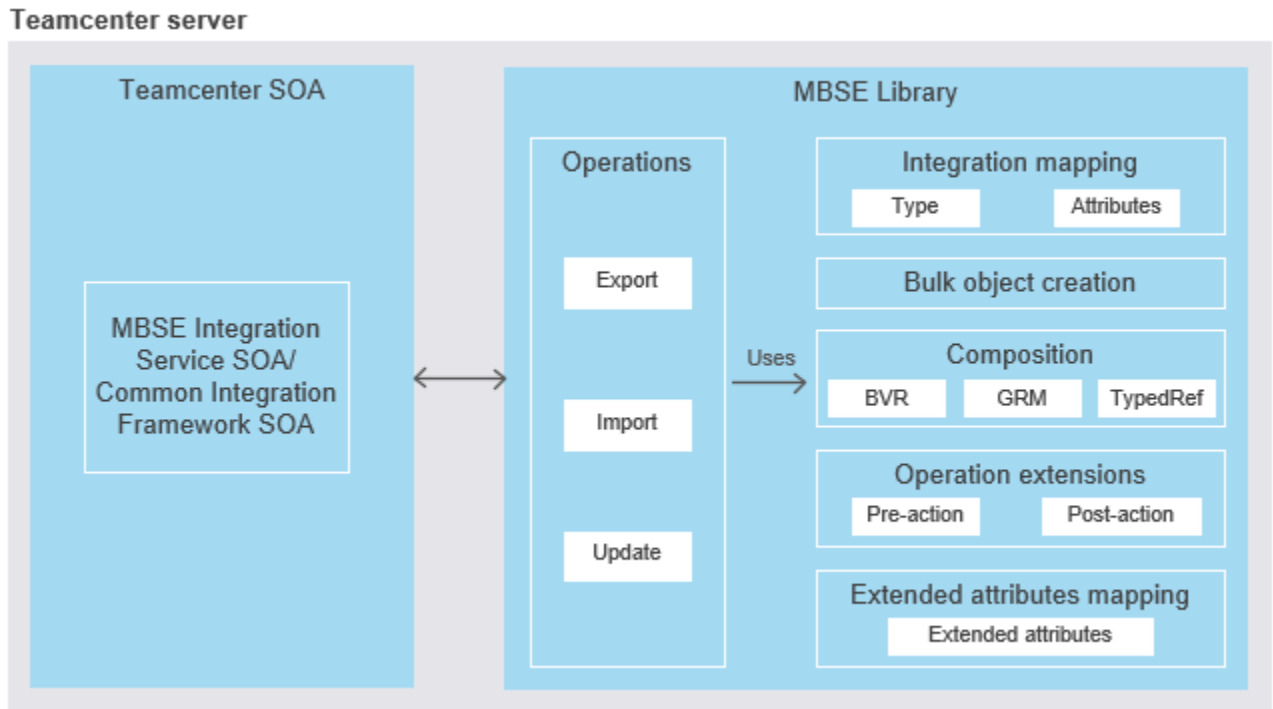 Teamcenter server
Teamcenter SOA
MBSE Integration
Service SOA/
Common Integration
Framework SOA
MBSE Library
Operations
Export
Import
Update
Uses
Integration mapping
Type
Attributes
Bulk object creation
Composition
BVR
GRM
TypedRef
Operation extensions
Pre-action
Post-action
Extended attributes mapping
Extended attributes